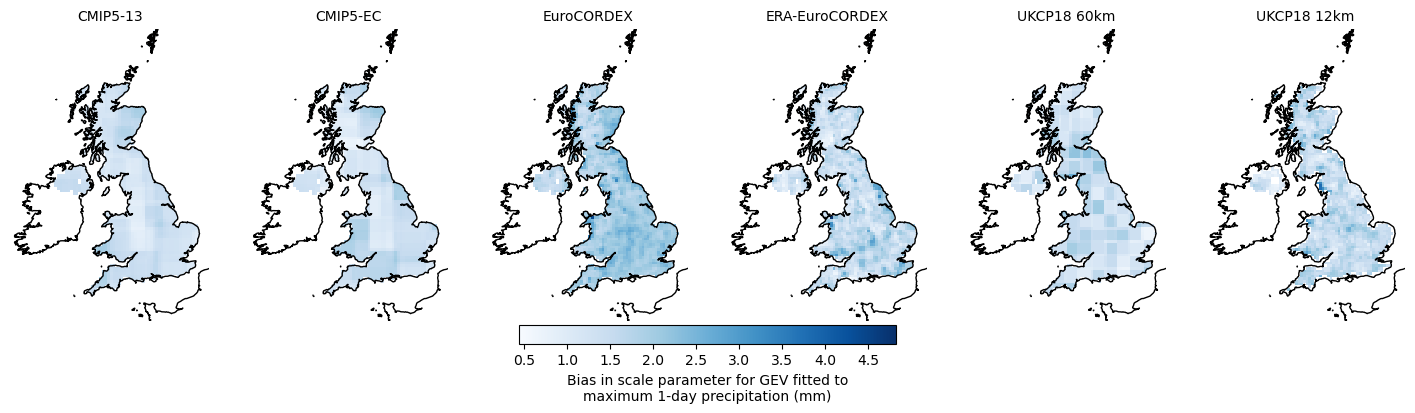 CMIP5-13
CMIP5-EC
EuroCORDEX
ERA-EuroCORDEX
UKCP18 60km
UKCP18 12km
0.5
1.0
1.5
2.0
2.5
3.0
3.5
4.0
4.5
Bias in scale parameter for GEV fitted to
maximum 1-day precipitation (mm)